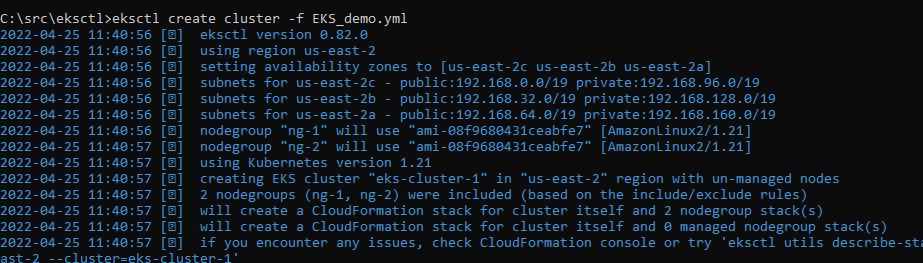 C:\src\eksctl>eksctl create cluster -f EKS_demo.yml
2022-04-25 11:40:56 [⍰]  eksctl version 0.82.0
2022-04-25 11:40:56 [⍰]  using region us-east-2
2022-04-25 11:40:56 [⍰]  setting availability zones to [us-east-2c us-east-2b us-east-2a]
2022-04-25 11:40:56 [⍰]  subnets for us-east-2c - public:192.168.0.0/19 private:192.168.96.0/19
2022-04-25 11:40:56 [⍰]  subnets for us-east-2b - public:192.168.32.0/19 private:192.168.128.0/19
2022-04-25 11:40:56 [⍰]  subnets for us-east-2a - public:192.168.64.0/19 private:192.168.160.0/19
2022-04-25 11:40:56 [⍰]  nodegroup "ng-1" will use "ami-08f9680431ceabfe7" [AmazonLinux2/1.21]
2022-04-25 11:40:57 [⍰]  nodegroup "ng-2" will use "ami-08f9680431ceabfe7" [AmazonLinux2/1.21]
2022-04-25 11:40:57 [⍰]  using Kubernetes version 1.21
2022-04-25 11:40:57 [⍰]  creating EKS cluster "eks-cluster-1" in "us-east-2" region with un-managed nodes
2022-04-25 11:40:57 [⍰]  2 nodegroups (ng-1, ng-2) were included (based on the include/exclude rules)
2022-04-25 11:40:57 [⍰]  will create a CloudFormation stack for cluster itself and 2 nodegroup stack(s)
2022-04-25 11:40:57 [⍰]  will create a CloudFormation stack for cluster itself and 0 managed nodegroup stack(s)
2022-04-25 11:40:57 [⍰]  if you encounter any issues, check CloudFormation console or try 'eksctl utils describe-sta
ast-2 --cluster=eks-cluster-1'